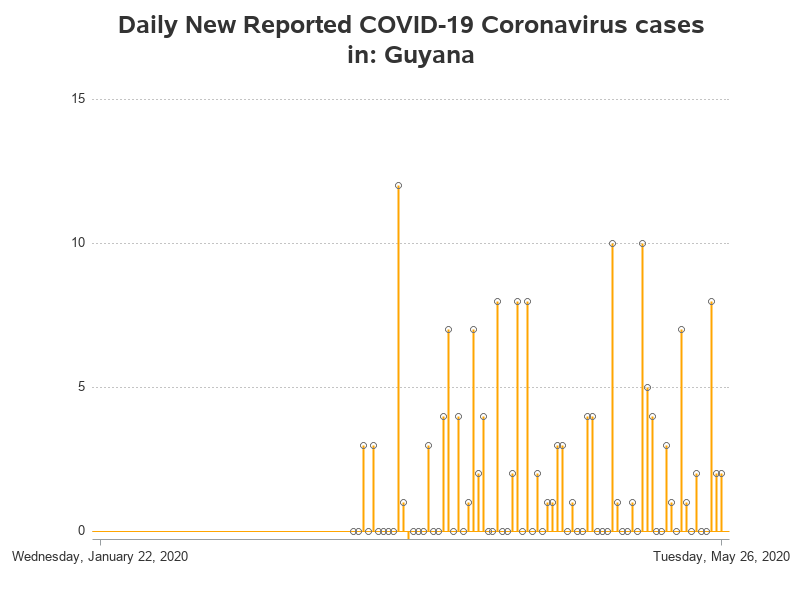 Daily New Reported COVID-19 Coronavirus cases
in: Guyana
15
10
5
0
Wednesday, January 22, 2020
Tuesday, May 26, 2020